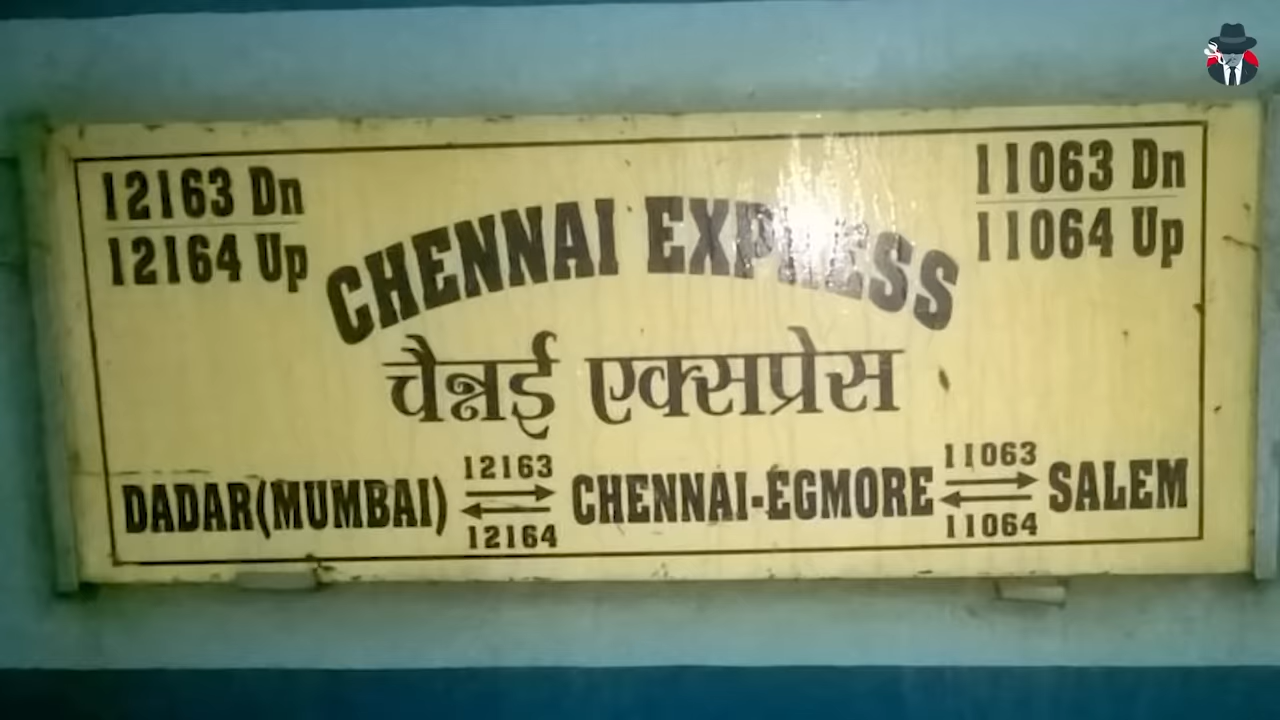 12163 Dn
12164 Up
11063 Dn
11064 Up
CHENNAI EXPRESS
चैन्नई एक्सप्रेस
12163 11063
DADAR(MUMBAI) CHENNAI-EGMORE SALEM
12164 11064